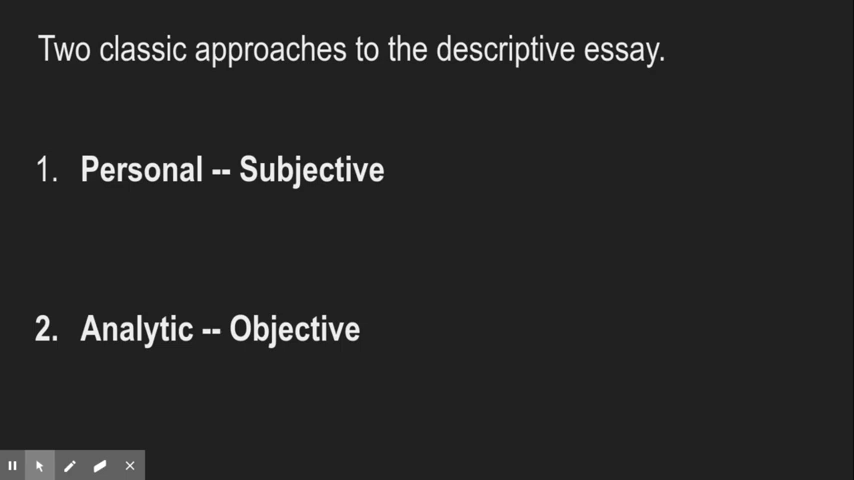 Two classic approaches to the descriptive essay.
1. Personal -- Subjective
2. Analytic -- Objective